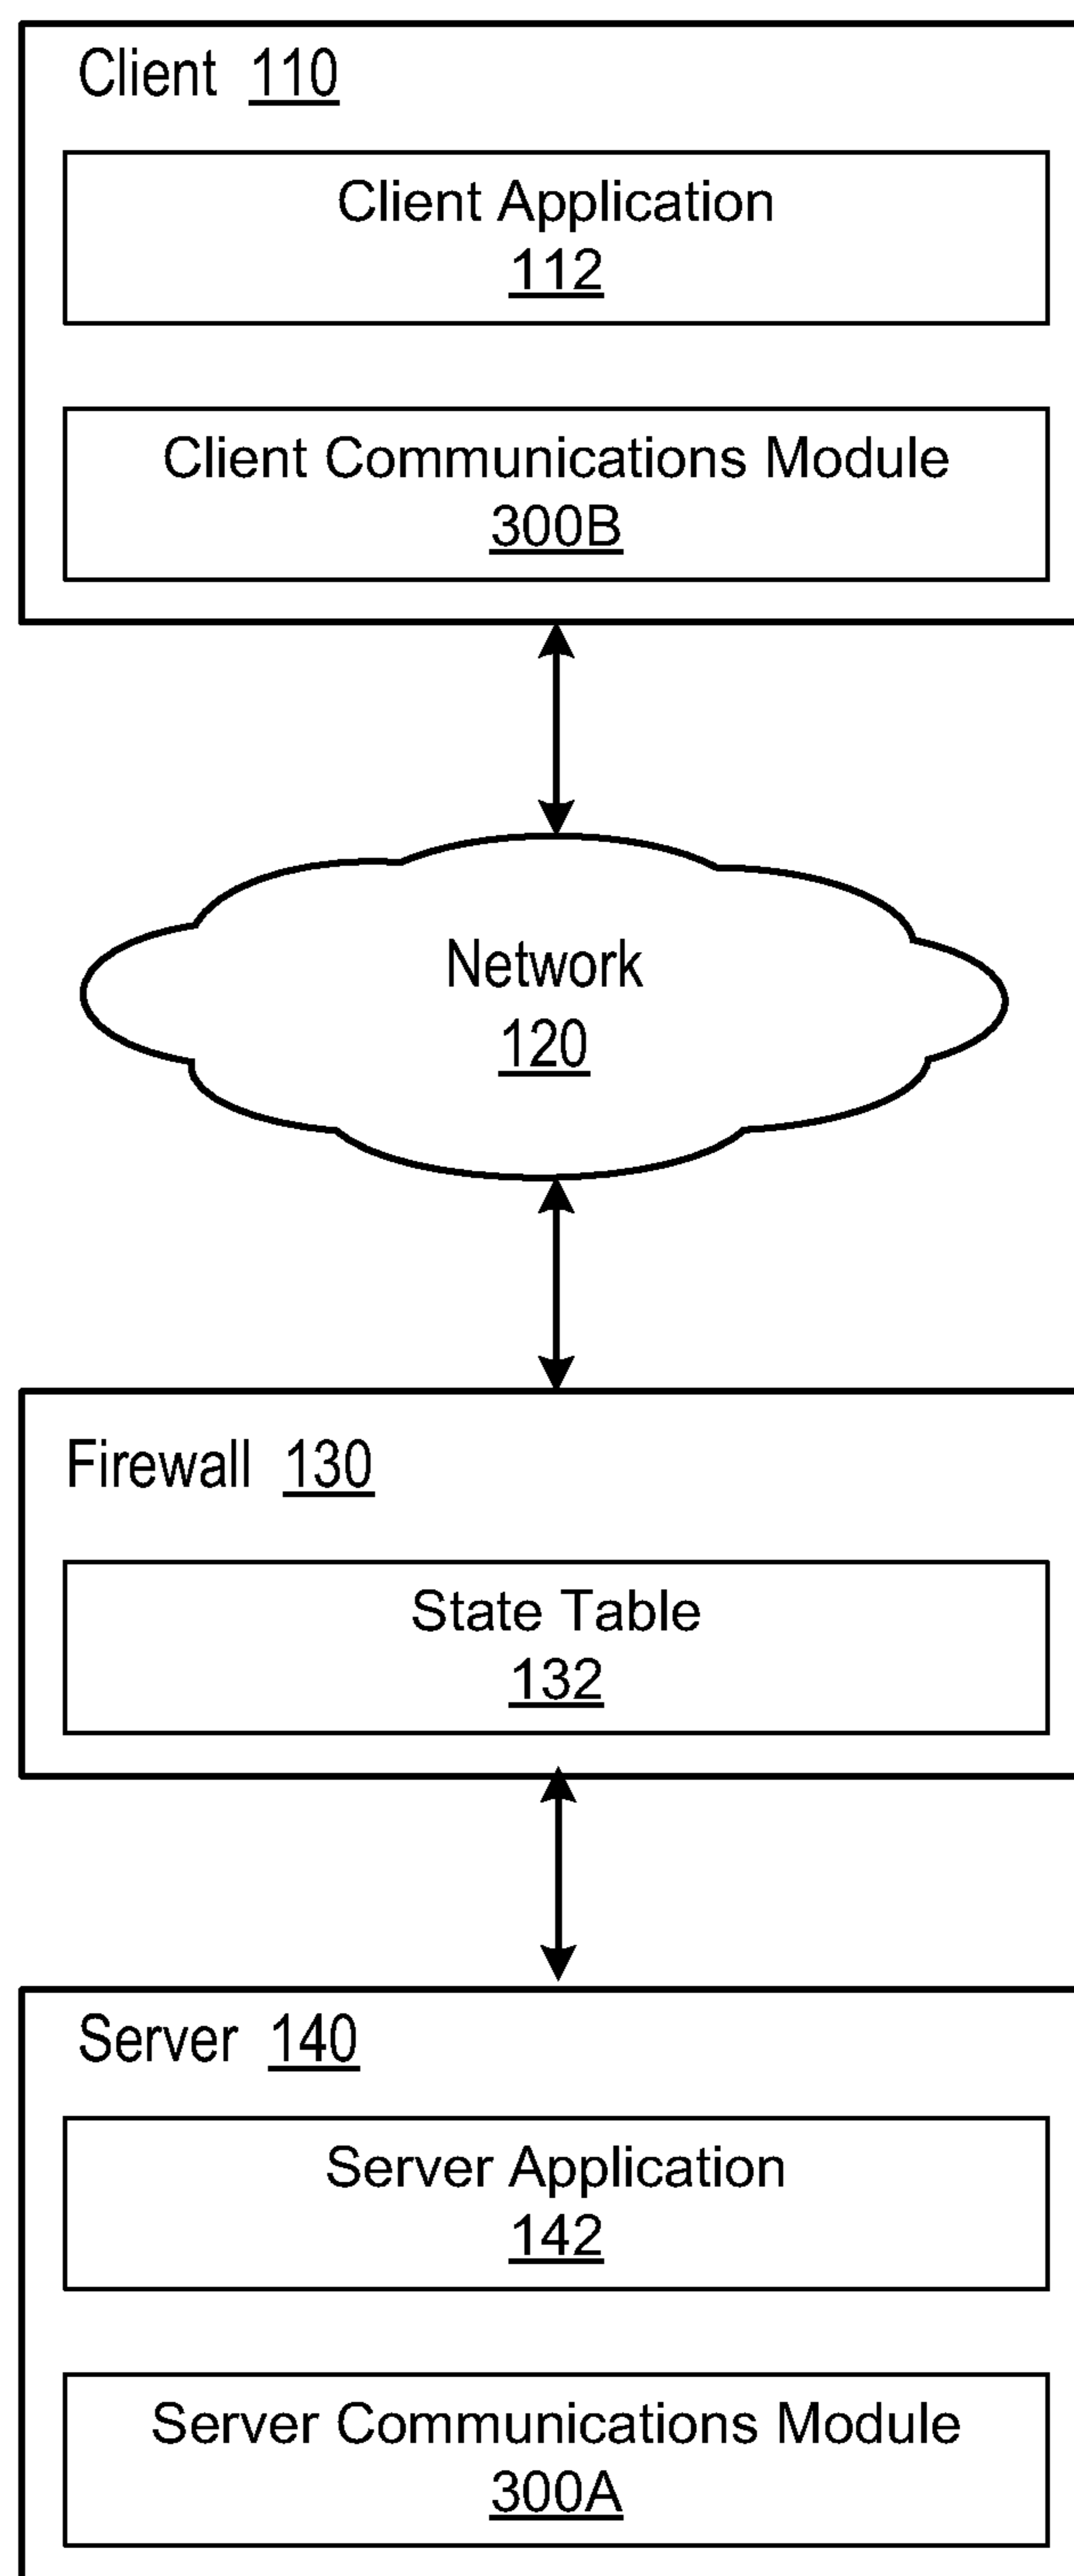 Client 110
Client Application
112
Client Communications Module
300B
Network
120
Firewall 130
State Table
132
Server 140
Server Application
142
Server Communications Module
300A